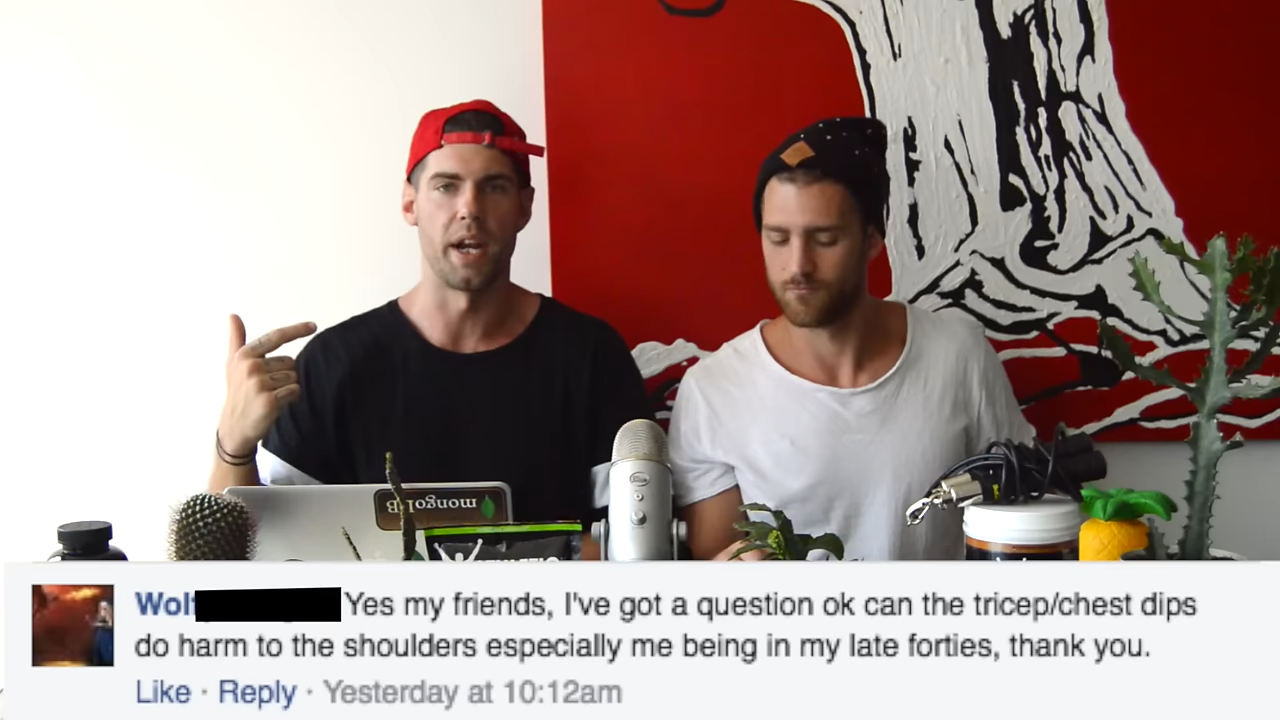 mongoDB
Wolf Yes my friends, I've got a question ok can the tricep/chest dips
do harm to the shoulders especially me being in my late forties, thank you.
Like · Reply · Yesterday at 10:12am